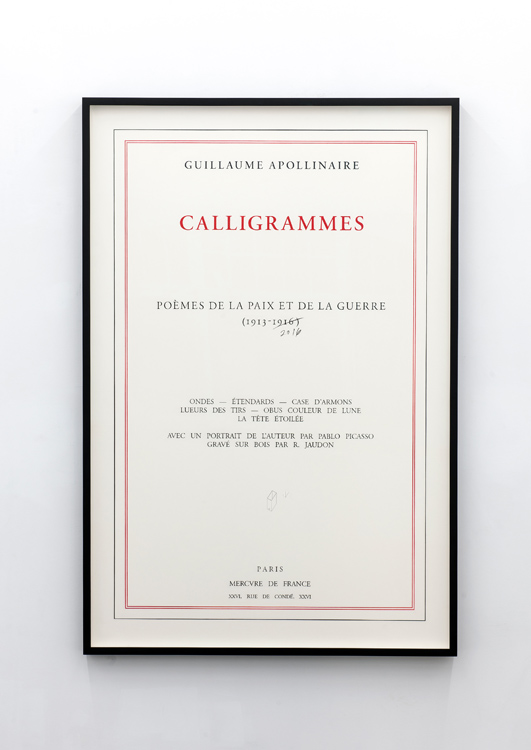 GUILLAUME APOLLINAIRE
CALLIGRAMMES
POÈMES DE LA PAIX ET DE LA GUERRE
(1913-1916)
2016
ONDES — ÉTENDARDS — CASE D'ARMONS
LUEURS DES TIRS — OBUS COULEUR DE LUNE
LA TÊTE ÉTOILÉE
AVEC UN PORTRAIT DE L'AUTEUR PAR PABLO PICASSO
GRAVÉ SUR BOIS PAR R. JAUDON
PARIS
MERCVRE DE FRANCE
XXVI, RUE DE CONDÉ, XXVI